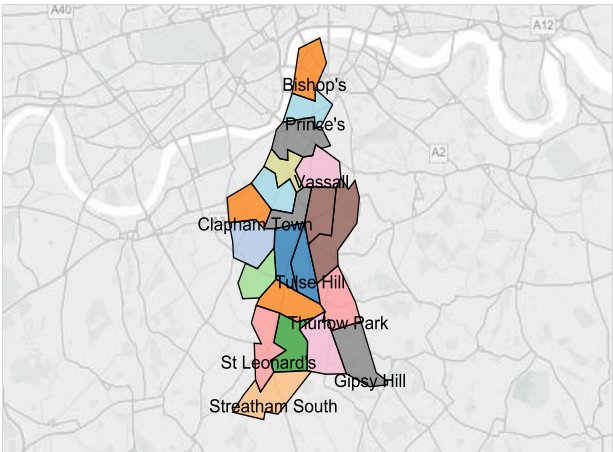 A40
A12
Bishop's
Prince's
A2
Vassall
Clapham Town
Tulse Hill
Thurlow Park
St Leonard's
Gipsy Hill
Streatham South